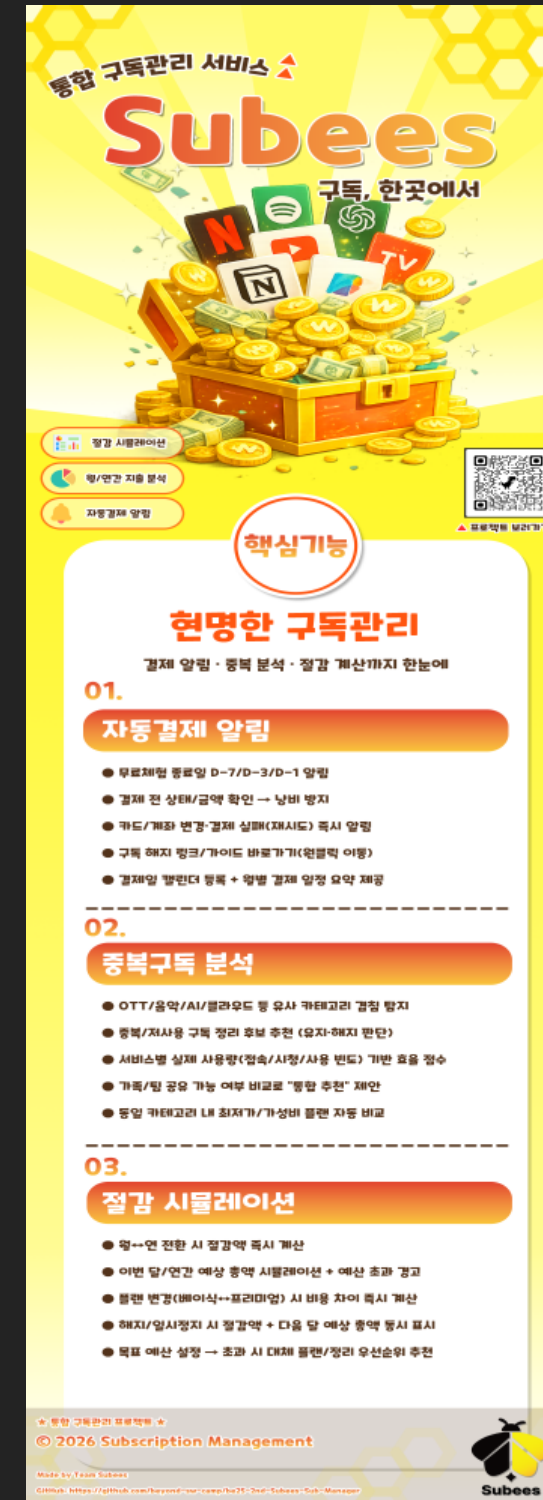 통합 구독관리 서비스
Subees
구독, 한곳에서
N
N
TV
절감 시뮬레이션
월/연간 지출 분석
자동결제 알림
▲ 프로젝트 보러가기
핵심기능
현명한 구독관리
결제 알림 · 중복 분석 · 절감 계산까지 한눈에
01.
자동결제 알림
● 무료체험 종료일 D-7/D-3/D-1 알림
● 결제 전 상태/금액 확인 → 낭비 방지
● 카드/계좌 변경·결제 실패(재시도) 즉시 알림
● 구독 해지 링크/가이드 바로가기(원클릭 이동)
● 결제일 캘린더 등록 + 월별 결제 일정 요약 제공
02.
중복구독 분석
● OTT/음악/AI/클라우드 등 유사 카테고리 겹침 탐지
● 중복/저사용 구독 정리 후보 추천 (유지·해지 판단)
● 서비스별 실제 사용량(접속/시청/사용 빈도) 기반 효율 점수
● 가족/팀 공유 가능 여부 비교로 "통합 추천" 제안
● 동일 카테고리 내 최저가/가성비 플랜 자동 비교
03.
절감 시뮬레이션
● 월↔연 전환 시 절감액 즉시 계산
● 이번 달/연간 예상 총액 시뮬레이션 + 예산 초과 경고
● 플랜 변경(베이식↔프리미엄) 시 비용 차이 즉시 계산
● 해지/일시정지 시 절감액 + 다음 달 예상 총액 동시 표시
● 목표 예산 설정 → 초과 시 대체 플랜/정리 우선순위 추천
★ 통합 구독관리 프로젝트 ★
© 2026 Subscription Management
Made by Team Subees
Subees